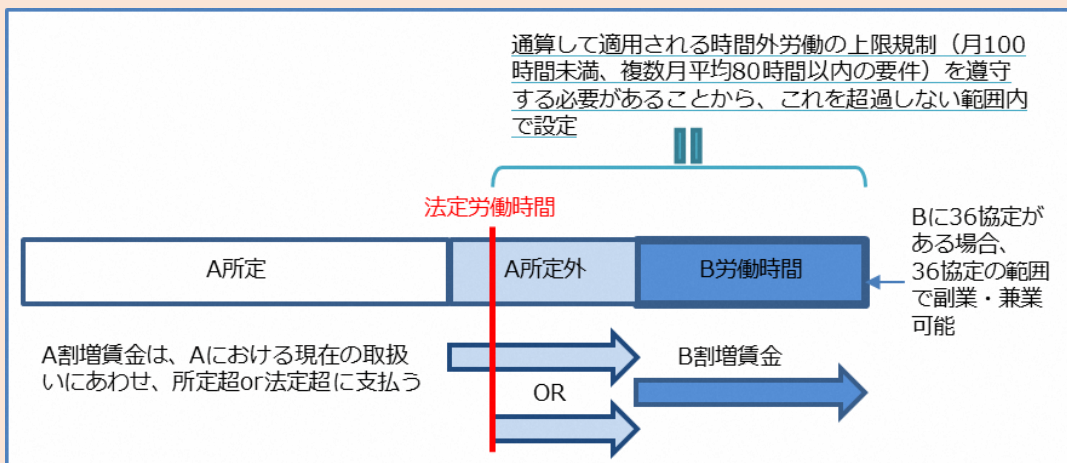 通算して適用される時間外労働の上限規制（月100
時間未満、複数月平均80時間以内の要件）を遵守
する必要があることから、これを超過しない範囲内
で設定
法定労働時間
A所定
A所定外
B労働時間
Bに36協定が
ある場合、
36協定の範囲
で副業・兼業
可能
A割増賃金は、Aにおける現在の取扱
いにあわせ、所定超or法定超に支払う
OR
B割増賃金